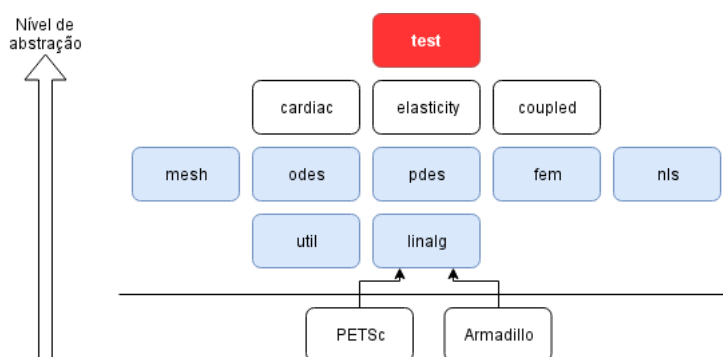 Nível de
abstração
test
cardiac
elasticity
coupled
mesh
odes
pdes
fem
nls
util
linalg
PETSc
Armadillo